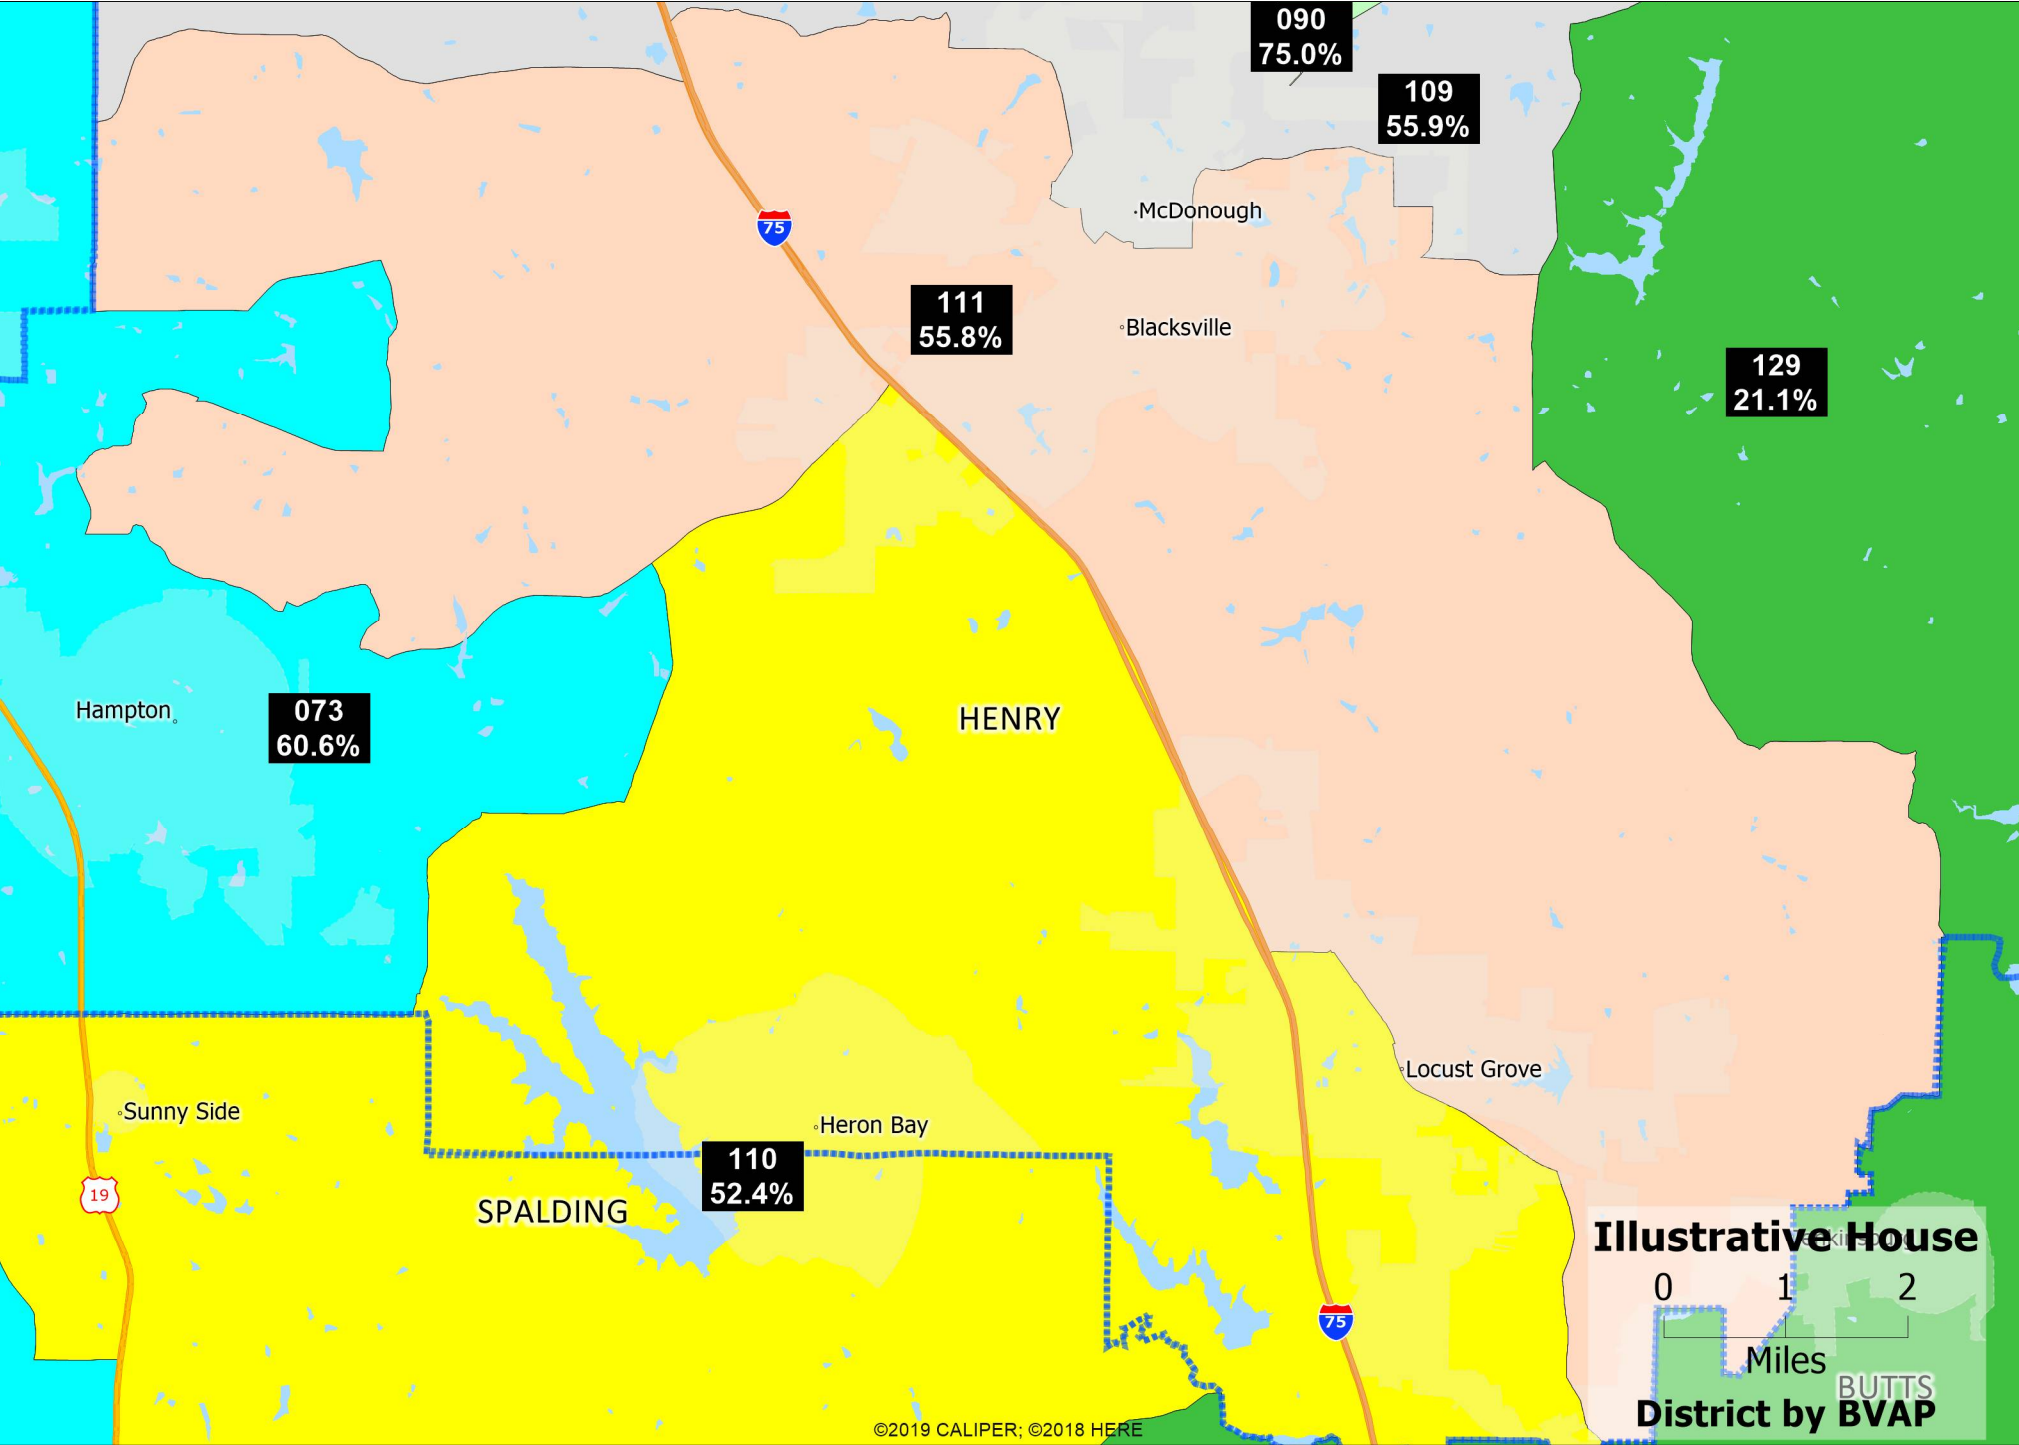 090
75.0%
109
55.9%
McDonough
75
111
55.8%
Blacksville
129
21.1%
Hampton
073
60.6%
HENRY
Locust Grove
Sunny Side
Heron Bay
110
52.4%
19
SPALDING
75
Illustrative House
0 1 2
Miles
BUTTS
District by BVAP
©2019 CALIPER; ©2018 HERE